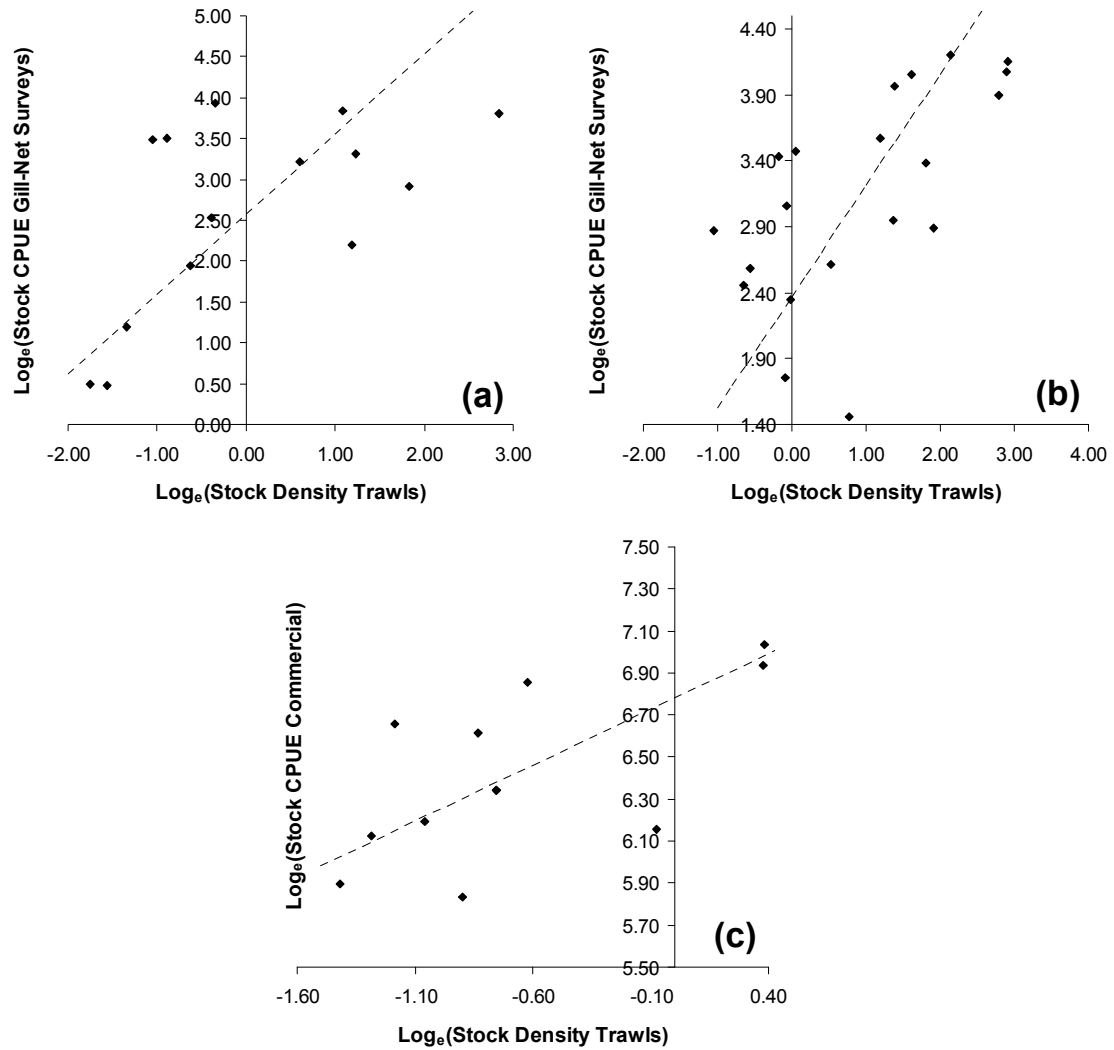 Loge(Stock CPUE Gill-Net Surveys)
5.00
4.50
4.00
3.50
3.00
2.50
2.00
1.50
1.00
0.50
0.00
-2.00 -1.00 0.00 1.00 2.00 3.00
Loge(Stock Density Trawls)
(a)
Loge(Stock CPUE Gill-Net Surveys)
4.40
3.90
3.40
2.90
2.40
1.90
1.40
-2.00 -1.00 0.00 1.00 2.00 3.00 4.00
Loge(Stock Density Trawls)
(b)
Loge(Stock CPUE Commercial)
7.50
7.30
7.10
6.90
6.70
6.50
6.30
6.10
5.90
5.70
5.50
-1.60 -1.10 -0.60 -0.10 0.40
Loge(Stock Density Trawls)
(c)